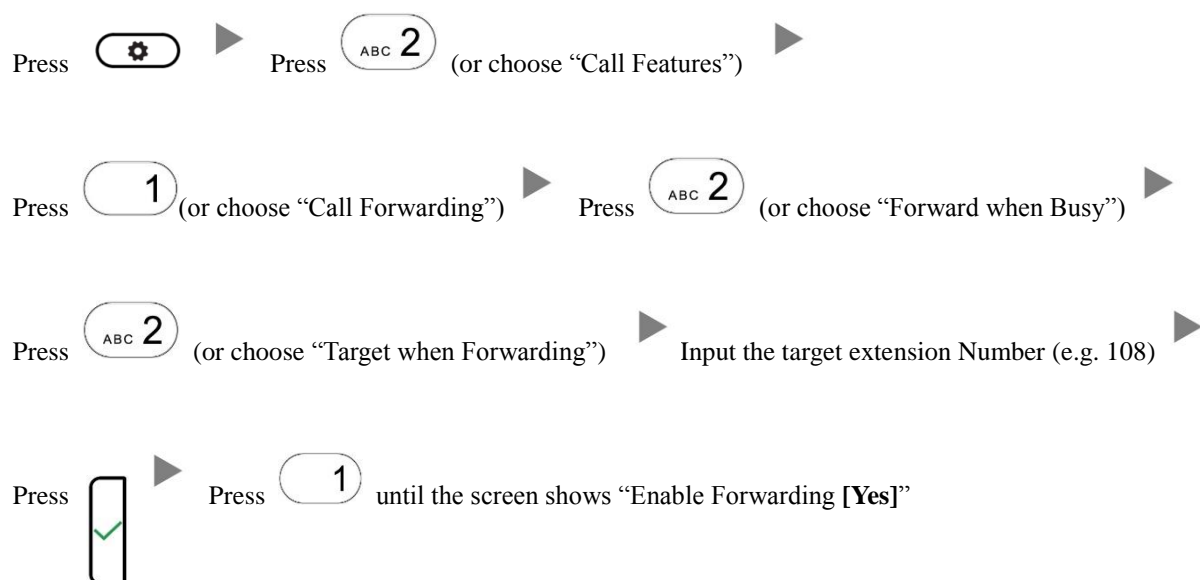 Press Press ABC 2 (or choose “Call Features”)
Press 1 (or choose “Call Forwarding”) Press ABC 2 (or choose “Forward when Busy”)
Press ABC 2 (or choose “Target when Forwarding”) Input the target extension Number (e.g. 108)
Press Press 1 until the screen shows “Enable Forwarding [Yes]”